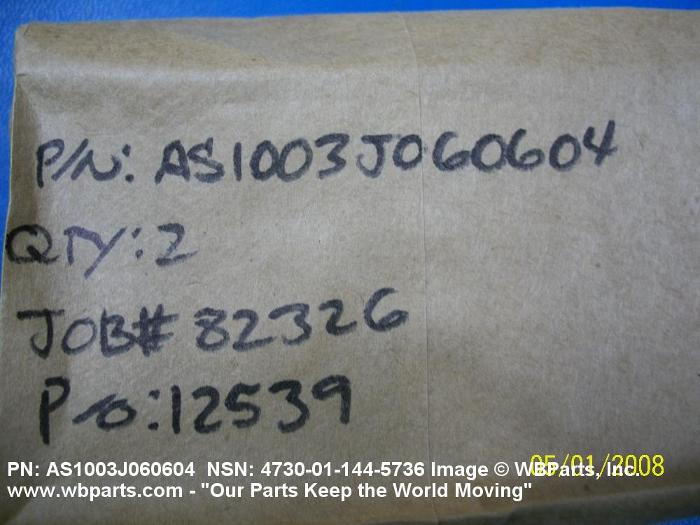 P/N: AS1003J060604
QTY: 2
JOB# 82326
Po: 12539
05/01/2008
PN: AS1003J060604 NSN: 4730-01-144-5736 Image © WBParts, Inc.
www.wbparts.com - "Our Parts Keep the World Moving"